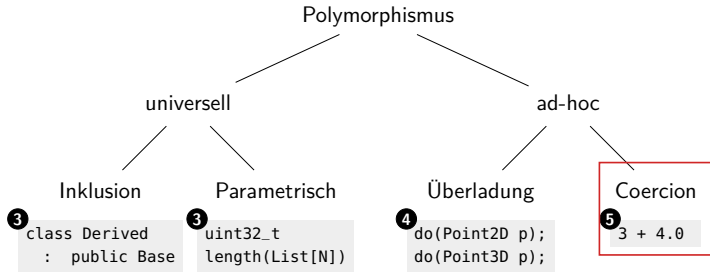 Polymorphismus
universell
ad-hoc
Inklusion
Parametrisch
Überladung
Coercion
3
class Derived
: public Base
3
uint32_t
length(List[N])
4
do(Point2D p);
do(Point3D p);
5
3 + 4.0